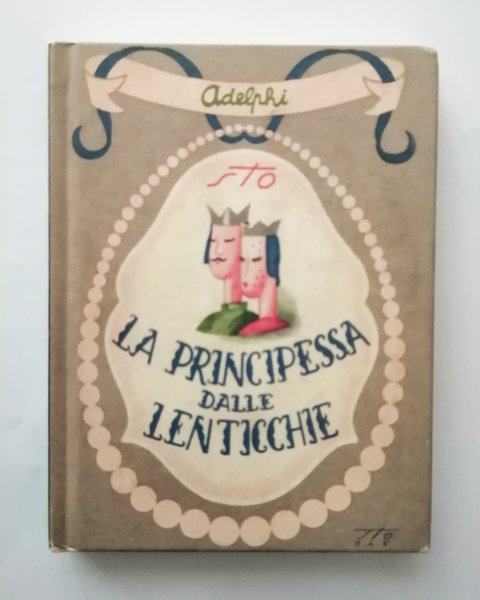 Adelphi
STO
LA PRINCIPESSA
DALLE
LENTICCHIE
STO